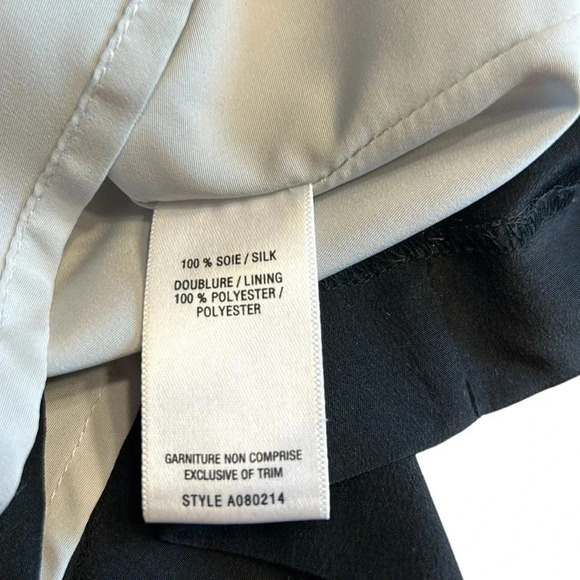 100 % SOIE / SILK
DOUBLURE / LINING
100 % POLYESTER /
POLYESTER
GARNITURE NON COMPRISE
EXCLUSIVE OF TRIM
STYLE A080214